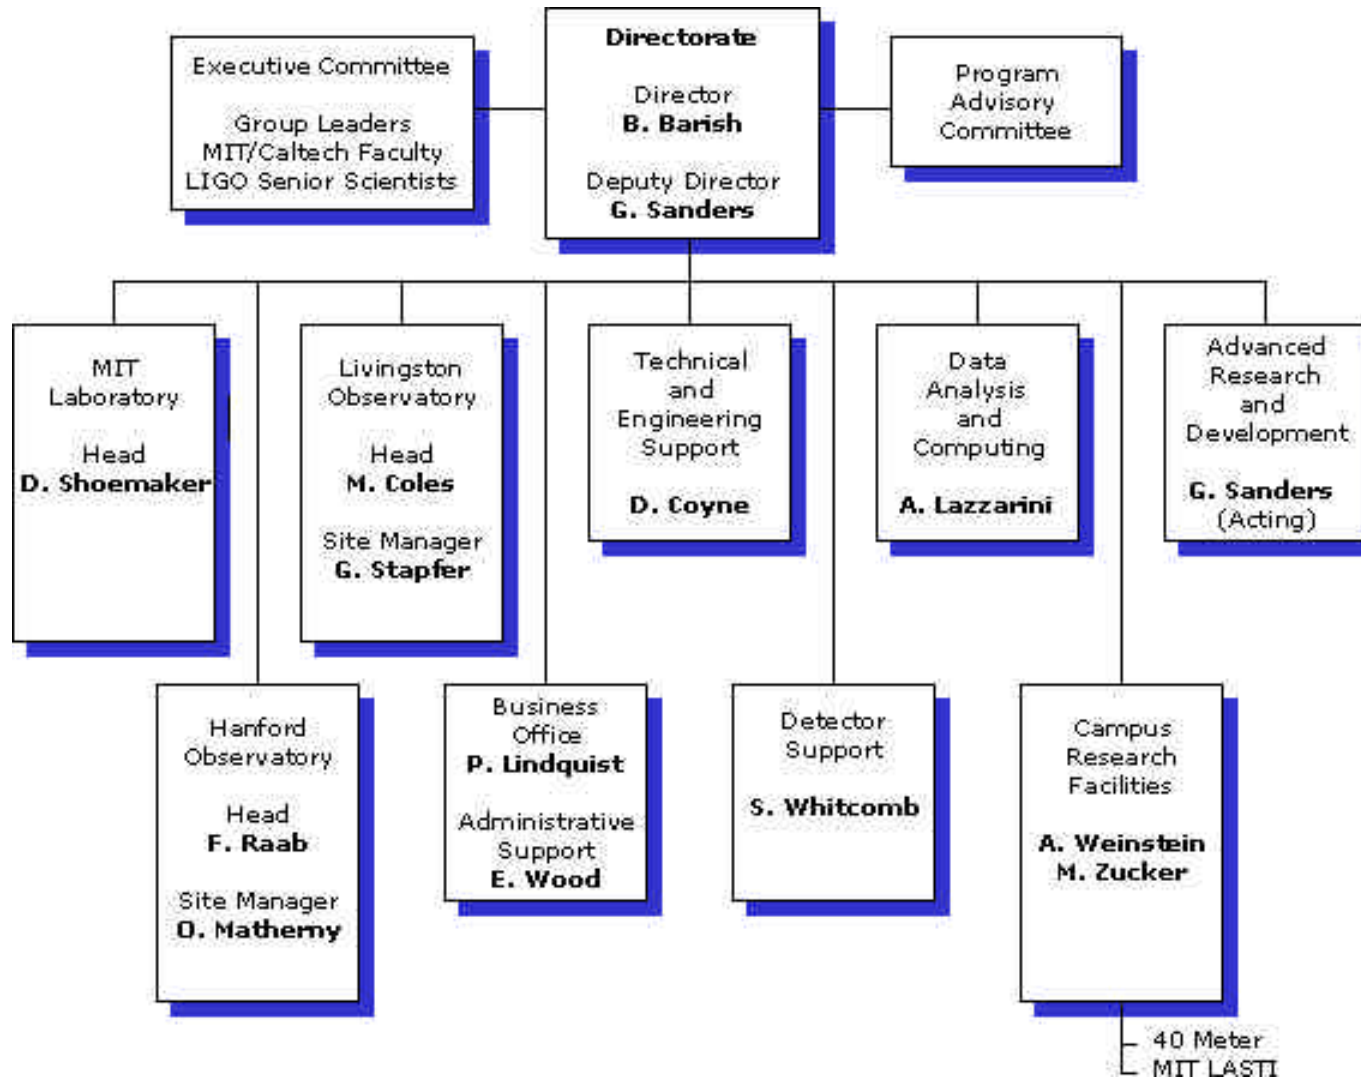 Executive Committee
Group Leaders
MIT/Caltech Faculty
LIGO Senior Scientists
Directorate
Director
B. Barish
Deputy Director
G. Sanders
Program
Advisory
Committee
MIT
Laboratory
Head
D. Shoemaker
Livingston
Observatory
Head
M. Coles
Site Manager
G. Stapfer
Technical
and
Engineering
Support
D. Coyne
Data
Analysis
and
Computing
A. Lazzarini
Advanced
Research
and
Development
G. Sanders
(Acting)
Hanford
Observatory
Head
F. Raab
Site Manager
O. Matherny
Business
Office
P. Lindquist
Administrative
Support
E. Wood
Detector
Support
S. Whitcomb
Campus
Research
Facilities
A. Weinstein
M. Zucker
40 Meter
MIT LASTI